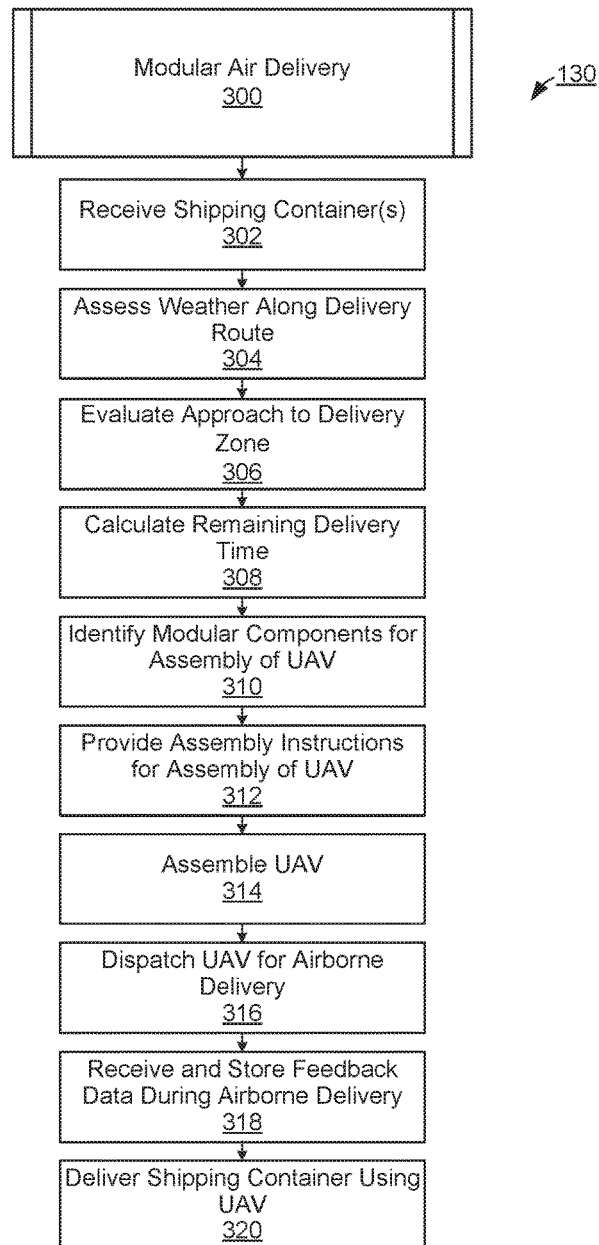 Modular Air Delivery
300
130
Receive Shipping Container(s)
302
Assess Weather Along Delivery
Route
304
Evaluate Approach to Delivery
Zone
306
Calculate Remaining Delivery
Time
308
Identify Modular Components for
Assembly of UAV
310
Provide Assembly Instructions
for Assembly of UAV
312
Assemble UAV
314
Dispatch UAV for Airborne
Delivery
316
Receive and Store Feedback
Data During Airborne Delivery
318
Deliver Shipping Container Using
UAV
320